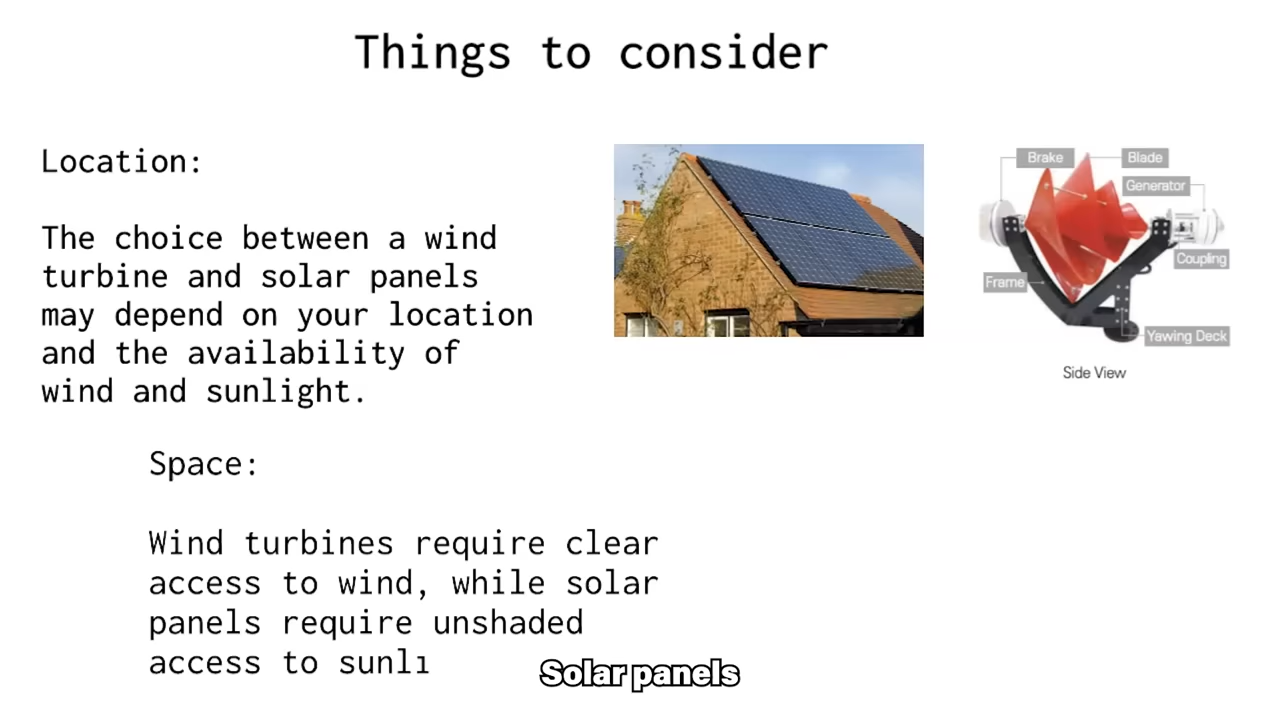 Things to consider
Location:
The choice between a wind
turbine and solar panels
may depend on your location
and the availability of
wind and sunlight.
Brake
Blade
Generator
Coupling
Frame
Yawing Deck
Side View
Space:
Wind turbines require clear
access to wind, while solar
panels require unshaded
access to
Solar panels